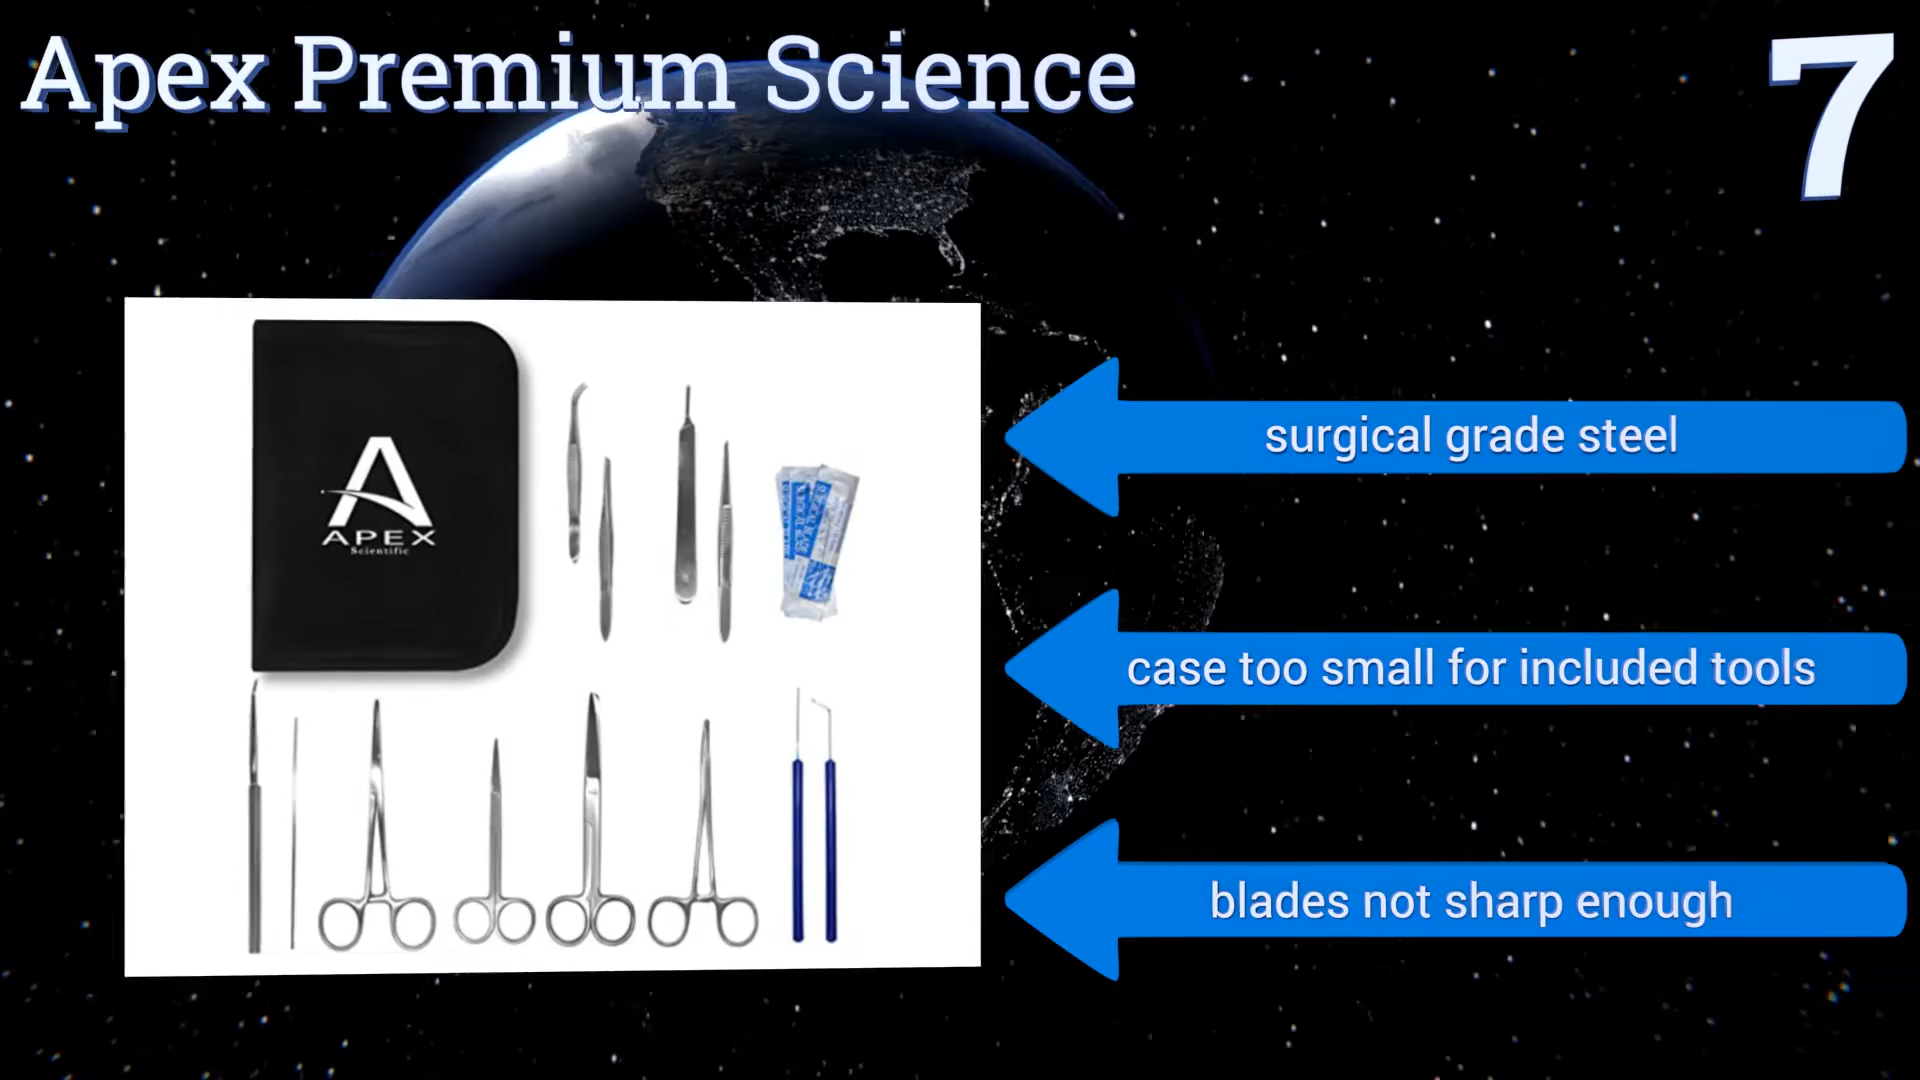 Apex Premium Science
7
surgical grade steel
APEX
Scientific
case too small for included tools
blades not sharp enough